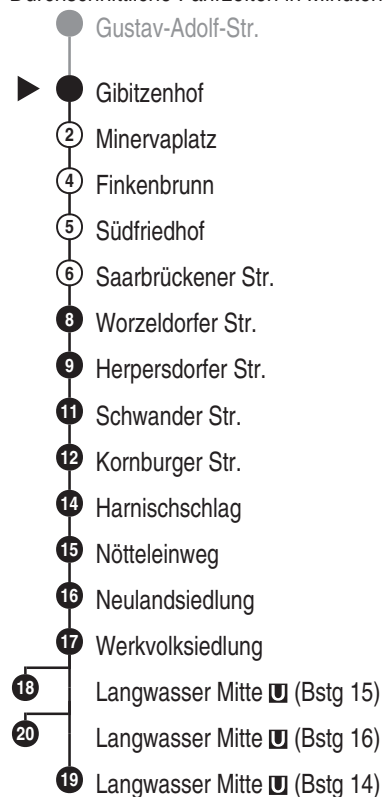 Durchschnittliche Fahrzeiten in Minuten
Gustav-Adolf-Str.
Gibitzenhof
2 Minervaplatz
4 Finkenbrunn
5 Südfriedhof
6 Saarbrückener Str.
8 Worzeldorfer Str.
9 Herpersdorfer Str.
11 Schwander Str.
12 Kornburger Str.
14 Harnischschlag
15 Nötteleinweg
16 Neulandsiedlung
17 Werkvolksiedlung
18 Langwasser Mitte U (Bstg 15)
20 Langwasser Mitte U (Bstg 16)
19 Langwasser Mitte U (Bstg 14)